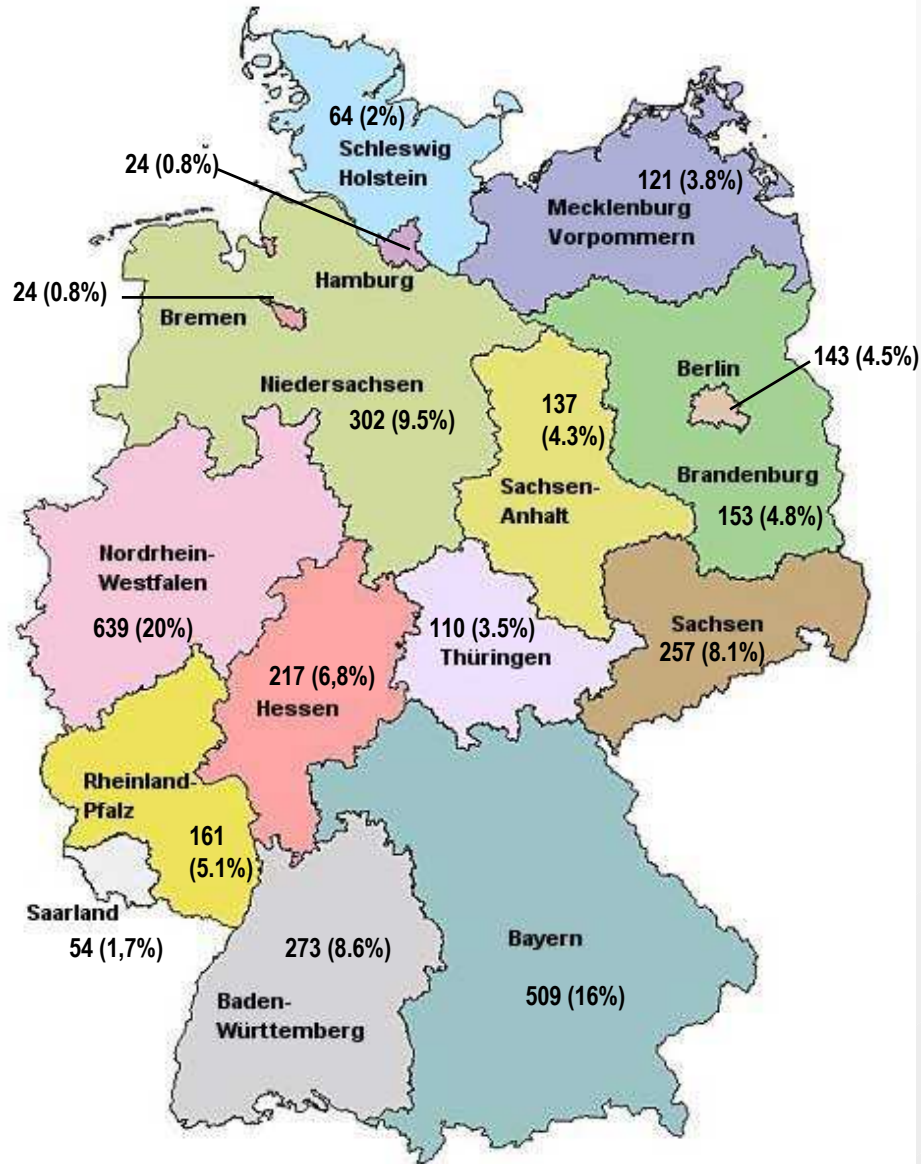 64 (2%)
Schleswig
Holstein
24 (0.8%)
121 (3.8%)
Mecklenburg
Vorpommern
Hamburg
24 (0.8%)
Bremen
143 (4.5%)
Berlin
Niedersachsen
302 (9.5%)
137
(4.3%)
Sachsen-
Anhalt
Brandenburg
153 (4.8%)
Nordrhein-
Westfalen
639 (20%)
110 (3.5%)
Thüringen
Sachsen
257 (8.1%)
217 (6,8%)
Hessen
Rheinland-
Pfalz
161
(5.1%)
Saarland
54 (1,7%)
273 (8.6%)
Baden-
Württemberg
Bayern
509 (16%)